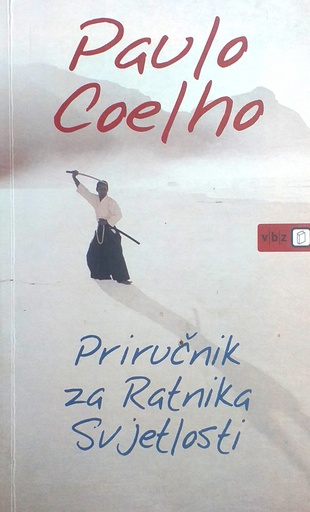 Paulo
Coelho
v|b|z
Priručnik
za Ratnika
Svjetlosti